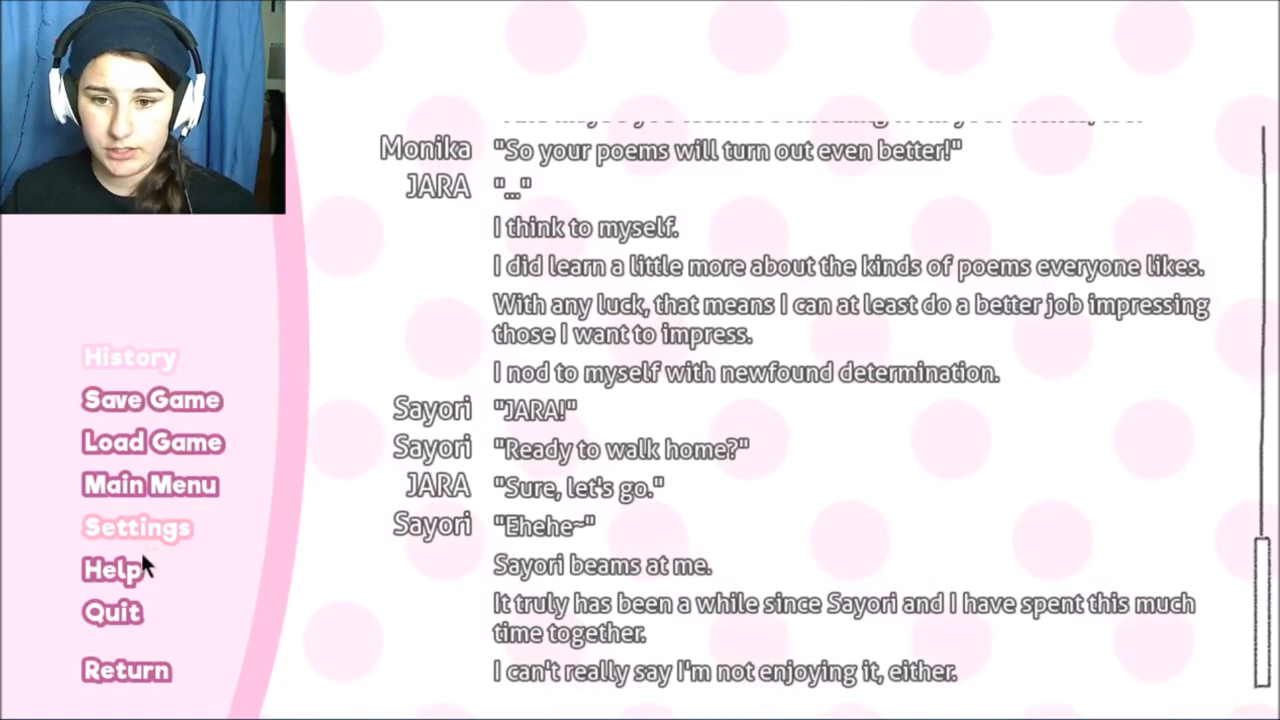 Monika "So your poems will turn out even better!"
JARA "..."
I think to myself.
I did learn a little more about the kinds of poems everyone likes.
With any luck, that means I can at least do a better job impressing
those I want to impress.
I nod to myself with newfound determination.
Sayori "JARA!"
Sayori "Ready to walk home?"
JARA "Sure, let's go."
Sayori "Ehehe~"
Sayori beams at me.
It truly has been a while since Sayori and I have spent this much
time together.
I can't really say I'm not enjoying it, either.
History
Save Game
Load Game
Main Menu
Settings
Help
Quit
Return